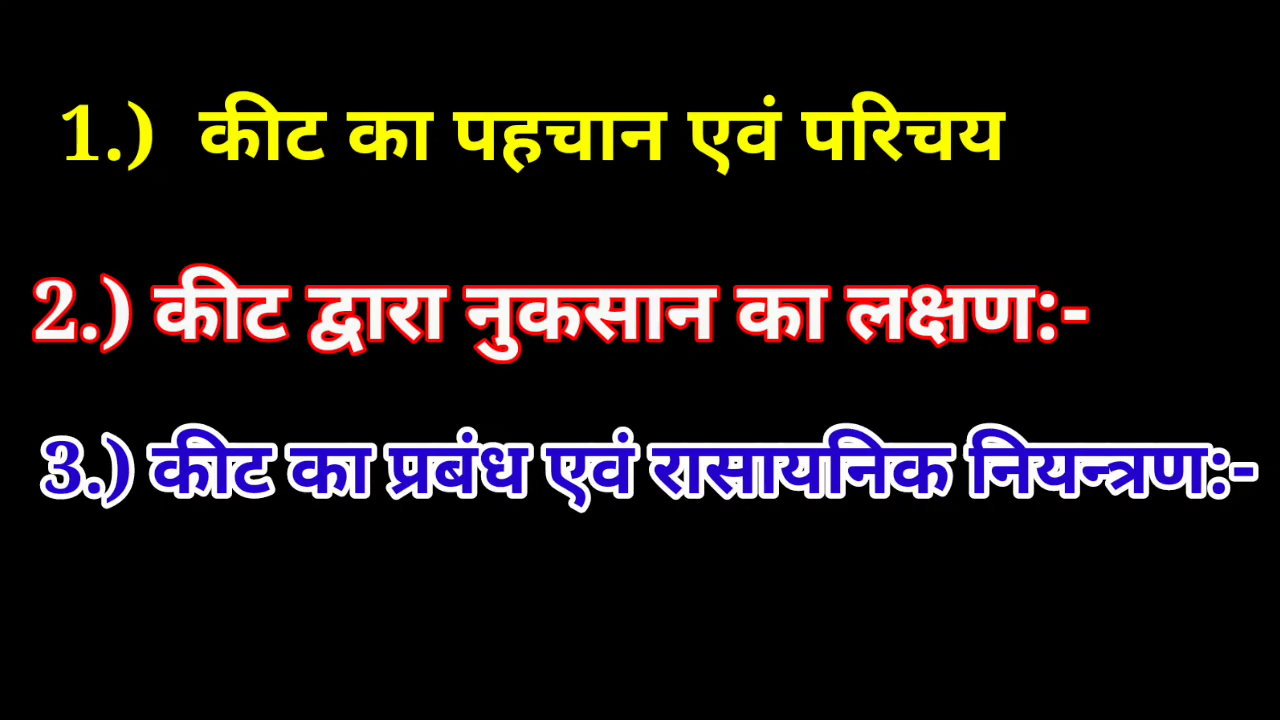 1.) कीट का पहचान एवं परिचय
2.) कीट द्वारा नुकसान का लक्षण:-
3.) कीट का प्रबंध एवं रासायनिक नियन्त्रण:-